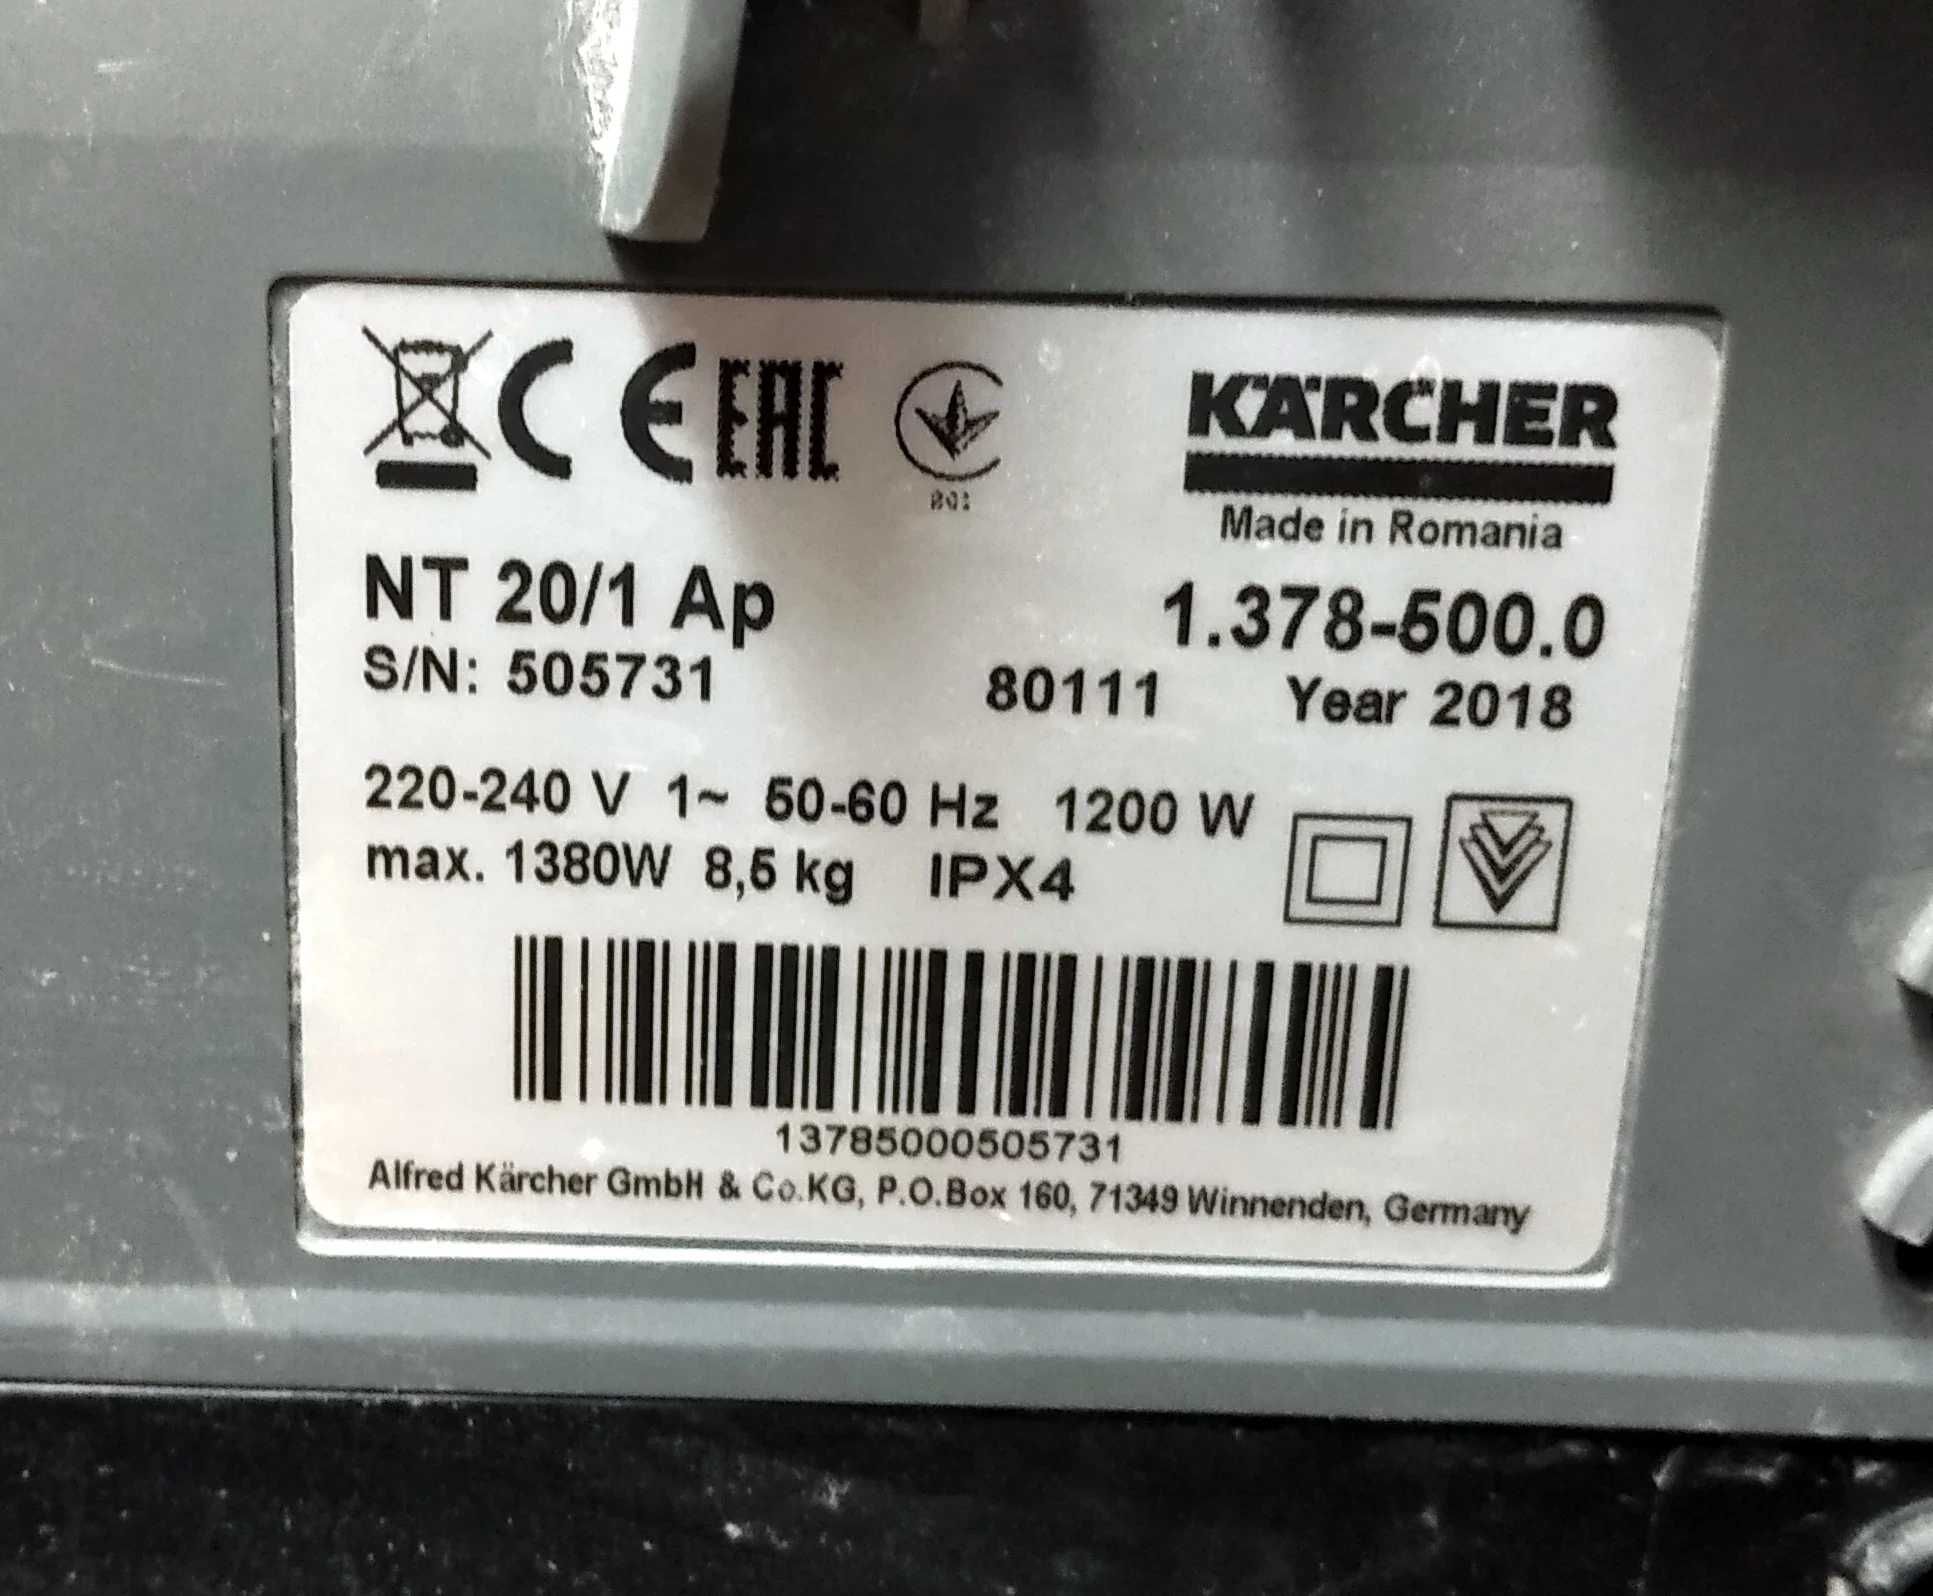 CE EAC
801
KÄRCHER
Made in Romania
NT 20/1 Ap 1.378-500.0
S/N: 505731 80111 Year 2018
220-240 V 1~ 50-60 Hz 1200 W
max. 1380W 8,5 kg IPX4
13785000505731
Alfred Kärcher GmbH & Co.KG, P.O.Box 160, 71349 Winnenden, Germany